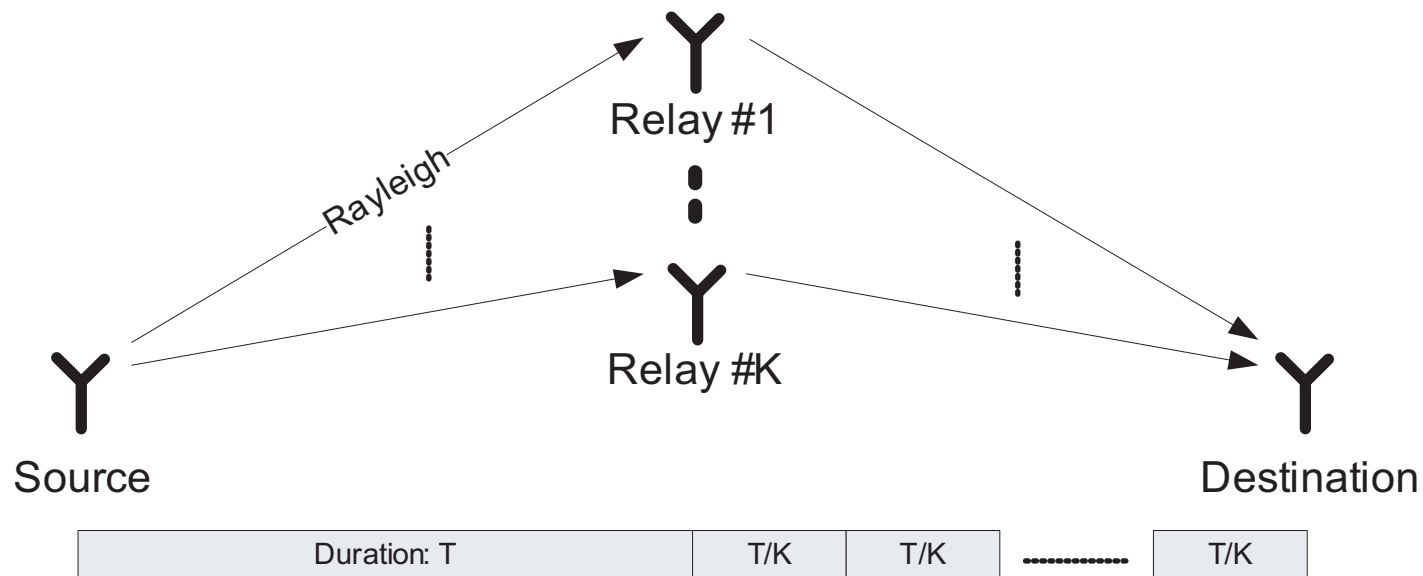 Relay #1
Rayleigh
Relay #K
Source
Destination
Duration: T
T/K
T/K
T/K